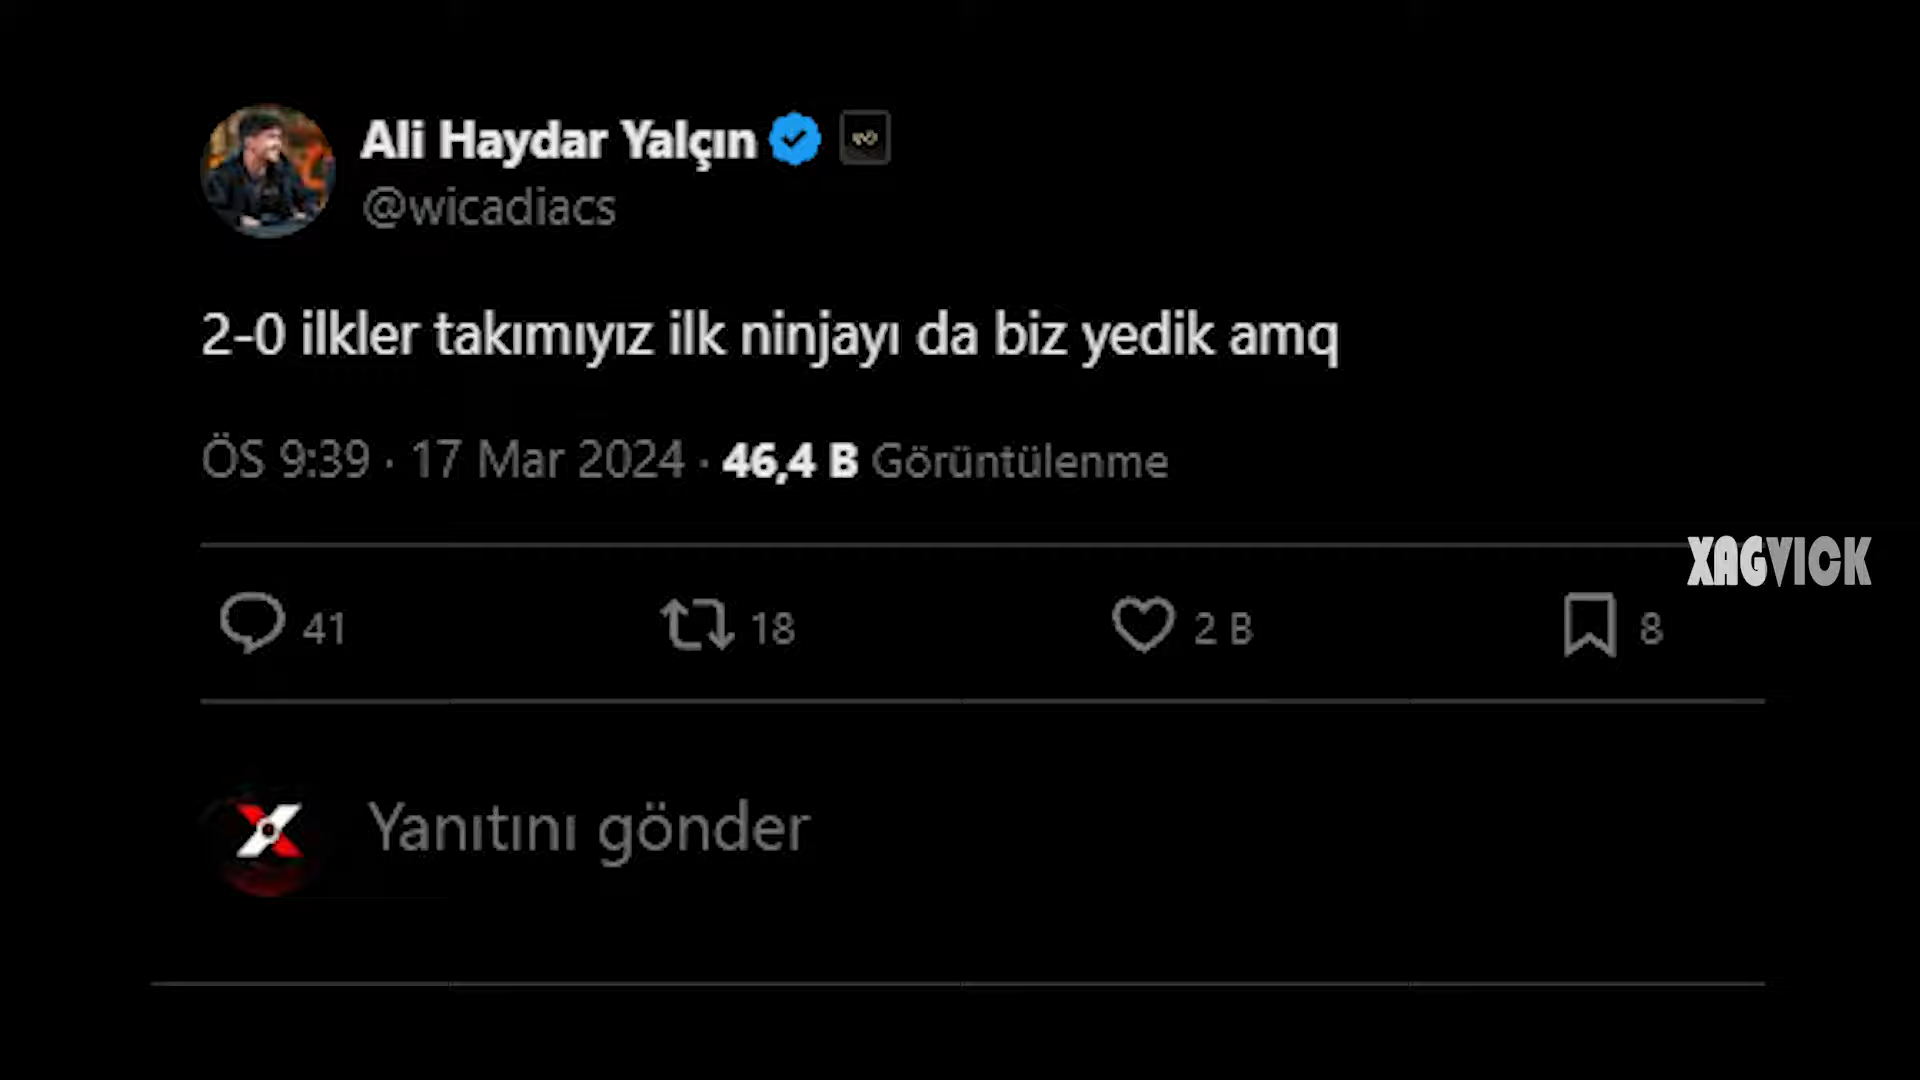 Ali Haydar Yalçın
@wicadiacs
2-0 ilkler takımıyız ilk ninjayı da biz yedik amq
ÖS 9:39 · 17 Mar 2024 · 46,4 B Görüntülenme
XAGVICK
41 18 2 B 8
Yanıtını gönder